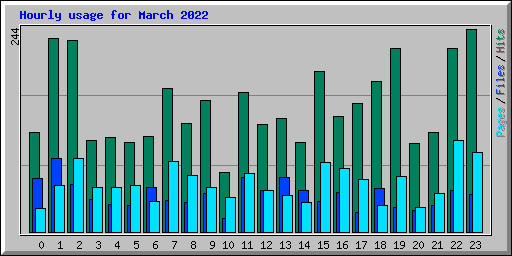 Hourly usage for March 2022
244
Pages/Files/Hits
0 1 2 3 4 5 6 7 8 9 10 11 12 13 14 15 16 17 18 19 20 21 22 23